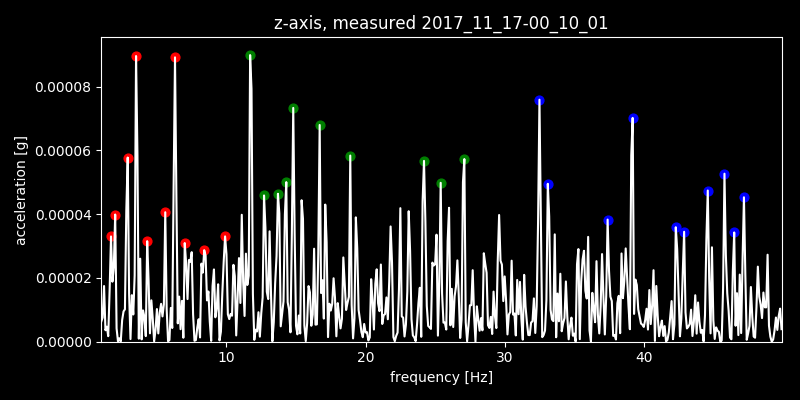 z-axis, measured 2017_11_17-00_10_01
acceleration [g]
0.00008
0.00006
0.00004
0.00002
0.00000
10 20 30 40
frequency [Hz]